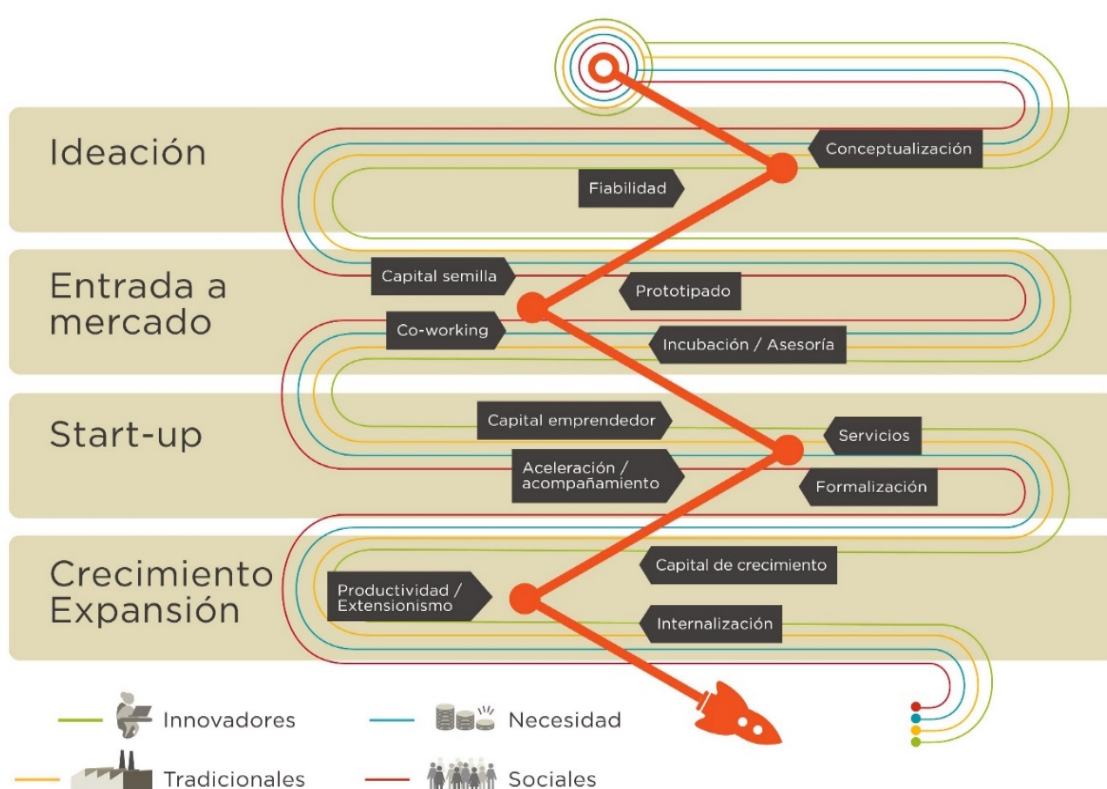 Ideación
Conceptualización
Fiabilidad
Entrada a
mercado
Capital semilla
Prototipado
Co-working
Incubación / Asesoría
Start-up
Capital emprendedor
Servicios
Aceleración /
acompañamiento
Formalización
Crecimiento
Expansión
Capital de crecimiento
Productividad /
Extensionismo
Internalización
Innovadores
Necesidad
Tradicionales
Sociales